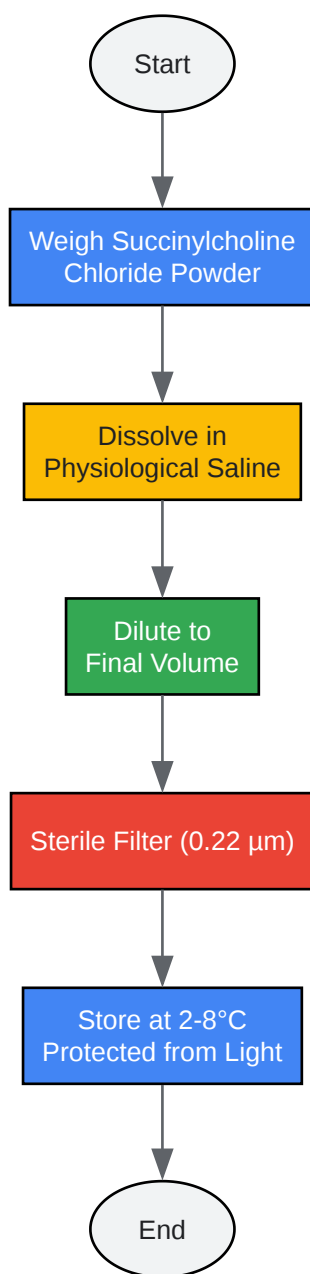 Start
Weigh Succinylcholine
Chloride Powder
Dissolve in
Physiological Saline
Dilute to
Final Volume
Sterile Filter (0.22 µm)
Store at 2-8°C
Protected from Light
End